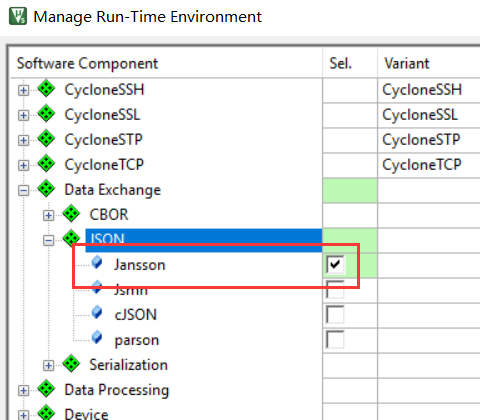 Manage Run-Time Environment
Software Component Sel. Variant
CycloneSSH CycloneSSH
CycloneSSL CycloneSSL
CycloneSTP CycloneSTP
CycloneTCP CycloneTCP
Data Exchange
CBOR
JSON
Jansson
Jsmn
cJSON
parson
Serialization
Data Processing
Device